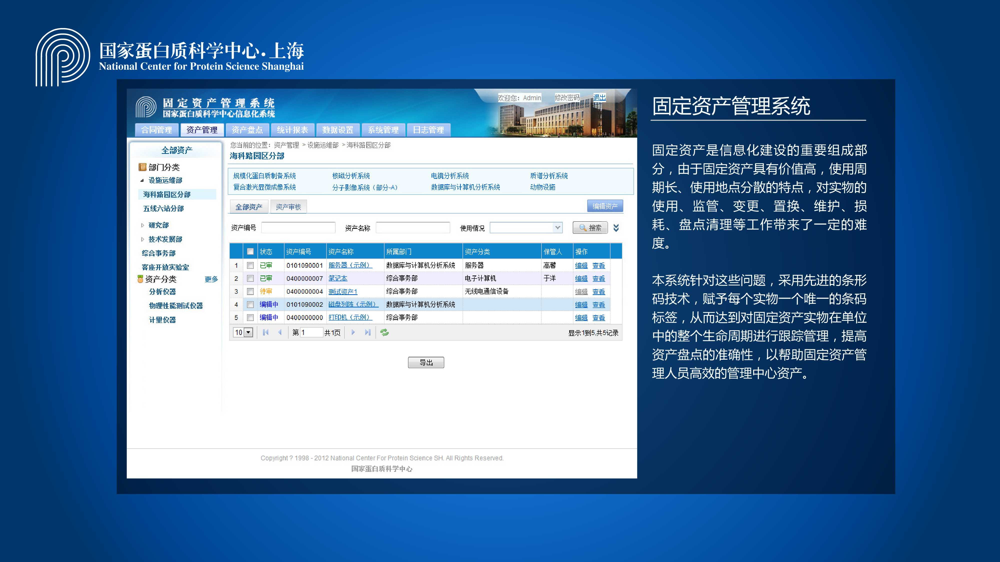 国家蛋白质科学中心.上海
National Center for Protein Science Shanghai
固定资产管理系统
国家蛋白质科学中心信息化系统
欢迎您：Admin 修改密码 退出
合同管理 资产管理 资产盘点 统计报表 数据设置 系统管理 日志管理
全部资产
部门分类
设施运维部
海科路园区分部
五线六站分部
研究部
技术发展部
综合事务部
客座开放实验室
资产分类 更多
分析仪器
物理性能测试仪器
计量仪器
您当前的位置：资产管理 >设施运维部 >海科路园区分部
海科路园区分部
规模化蛋白质制备系统 核磁分析系统 电镜分析系统 质谱分析系统
复合激光显微成像系统 分子影像系统（部分-A） 数据库与计算机分析系统 动物设施
全部资产 资产审核 编辑资产
资产编号 资产名称 使用情况 搜索
状态 资产编号 资产名称 所属部门 资产分类 保管人 操作
1 已审 0101090001 服务器（示例） 数据库与计算机分析系统 服务器 高馨 编辑 查看
2 已审 0400000007 笔记本 综合事务部 电子计算机 于洋 编辑 查看
3 待审 0400000004 测试资产1 综合事务部 无线电通信设备 编辑 查看
4 编辑中 0101090002 磁盘列阵（示例） 数据库与计算机分析系统 编辑 查看
5 编辑中 0400000000 打印机（示例） 综合事务部 编辑 查看
10 第 1 共1页 显示1到5,共5记录
导出
Copyright ? 1998 - 2012 National Center For Protein Science SH. All Rights Reserved.
国家蛋白质科学中心
固定资产管理系统
固定资产是信息化建设的重要组成部
分，由于固定资产具有价值高，使用周
期长、使用地点分散的特点，对实物的
使用、监管、变更、置换、维护、损
耗、盘点清理等工作带来了一定的难
度。
本系统针对这些问题，采用先进的条形
码技术，赋予每个实物一个唯一的条码
标签，从而达到对固定资产实物在单位
中的整个生命周期进行跟踪管理，提高
资产盘点的准确性，以帮助固定资产管
理人员高效的管理中心资产。